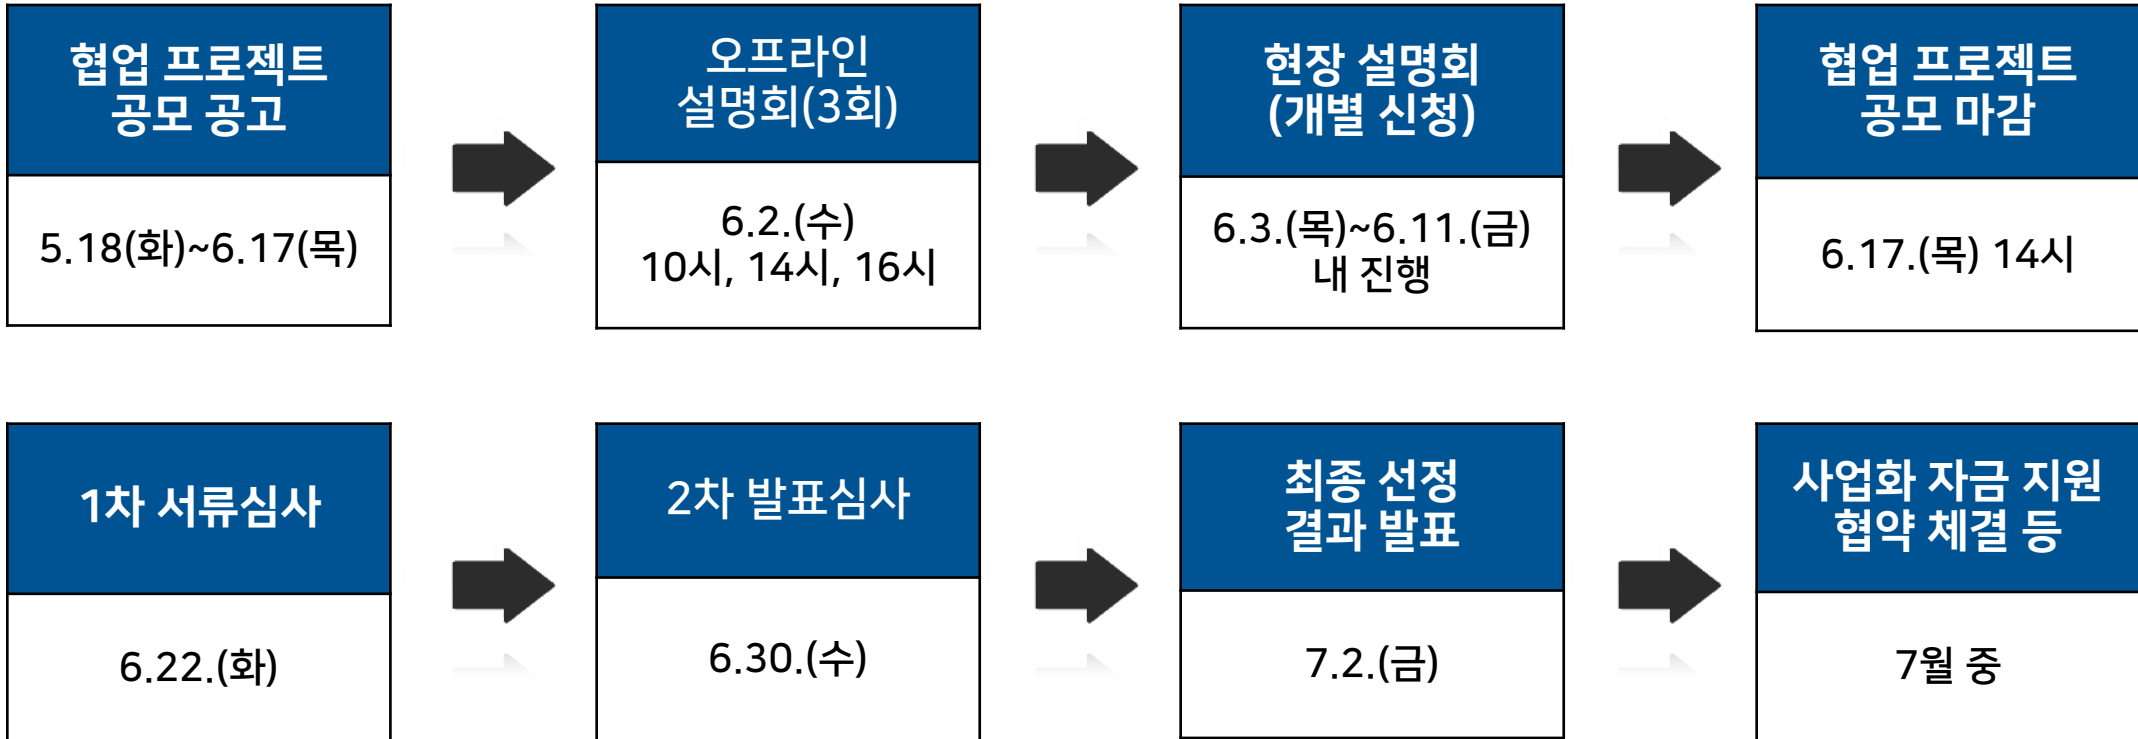 협업 프로젝트
공모 공고
5.18(화)~6.17(목)
오프라인
설명회(3회)
6.2.(수)
10시, 14시, 16시
현장 설명회
(개별 신청)
6.3.(목)~6.11.(금)
내 진행
협업 프로젝트
공모 마감
6.17.(목) 14시
1차 서류심사
6.22.(화)
2차 발표심사
6.30.(수)
최종 선정
결과 발표
7.2.(금)
사업화 자금 지원
협약 체결 등
7월 중